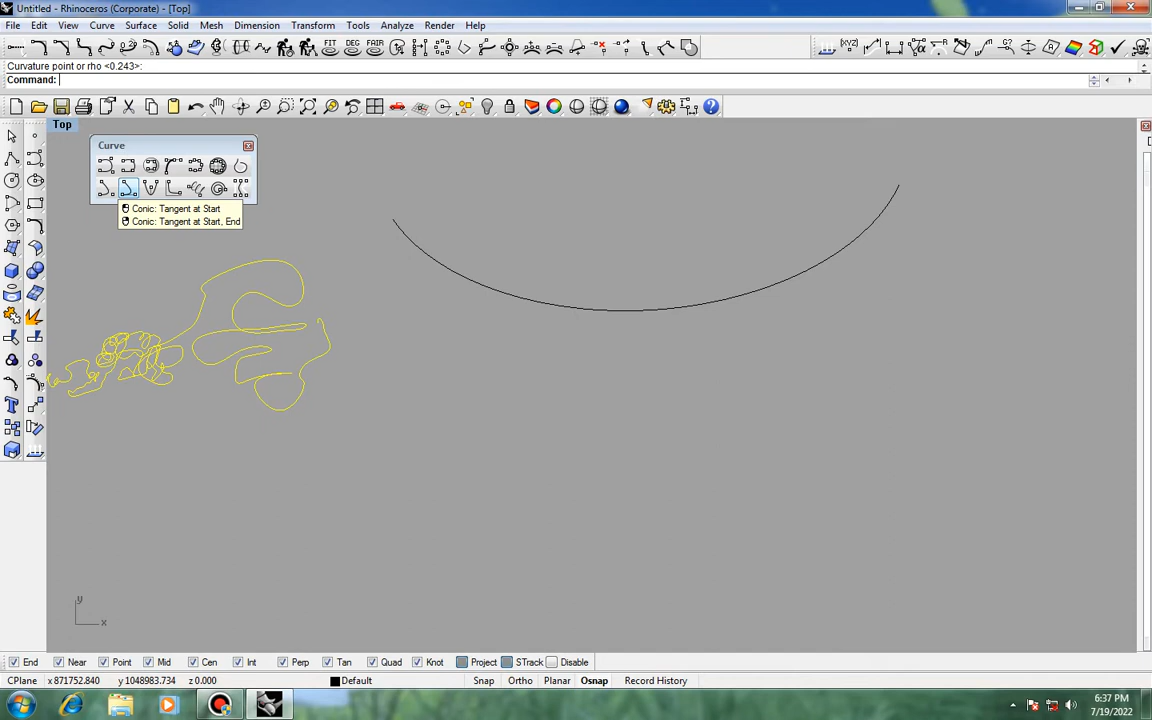 Untitled - Rhinoceros (Corporate) - [Top]
File Edit View Curve Surface Solid Mesh Dimension Transform Tools Analyze Render Help
Curvature point or rho <0.243>:
Command:
Top
Curve
Conic: Tangent at Start
Conic: Tangent at Start, End
y
x
End Near Point Mid Cen Int Perp Tan Quad Knot Project STrack Disable
CPlane x 871752.840 y 1048983.734 z 0.000 Default Snap Ortho Planar Osnap Record History
6:37 PM
7/19/2022